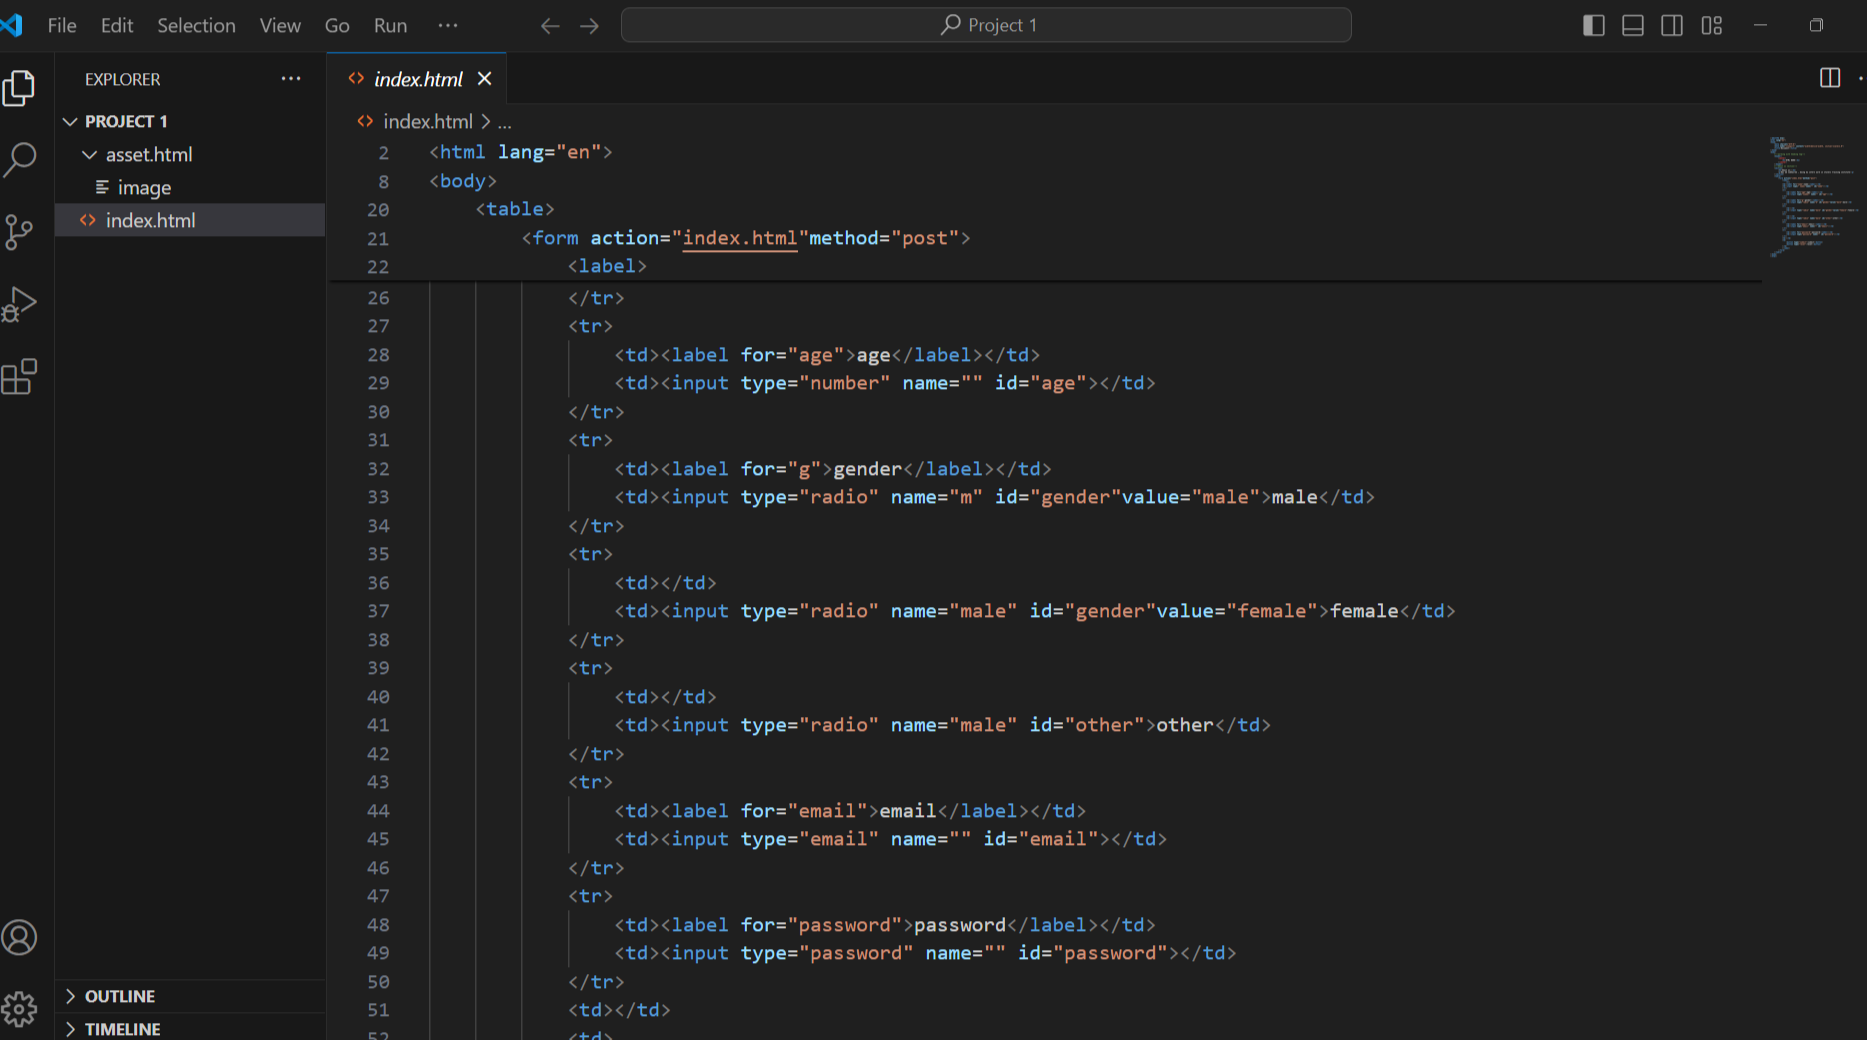 File Edit Selection View Go Run ···
Project 1
EXPLORER ···
PROJECT 1
asset.html
image
index.html
OUTLINE
TIMELINE
index.html
index.html > ...
2 <html lang="en">
8 <body>
20 <table>
21 <form action="index.html"method="post">
22 <label>
26 </tr>
27 <tr>
28 <td><label for="age">age</label></td>
29 <td><input type="number" name="" id="age"></td>
30 </tr>
31 <tr>
32 <td><label for="g">gender</label></td>
33 <td><input type="radio" name="m" id="gender"value="male">male</td>
34 </tr>
35 <tr>
36 <td></td>
37 <td><input type="radio" name="male" id="gender"value="female">female</td>
38 </tr>
39 <tr>
40 <td></td>
41 <td><input type="radio" name="male" id="other">other</td>
42 </tr>
43 <tr>
44 <td><label for="email">email</label></td>
45 <td><input type="email" name="" id="email"></td>
46 </tr>
47 <tr>
48 <td><label for="password">password</label></td>
49 <td><input type="password" name="" id="password"></td>
50 </tr>
51 <td></td>
52 <td>